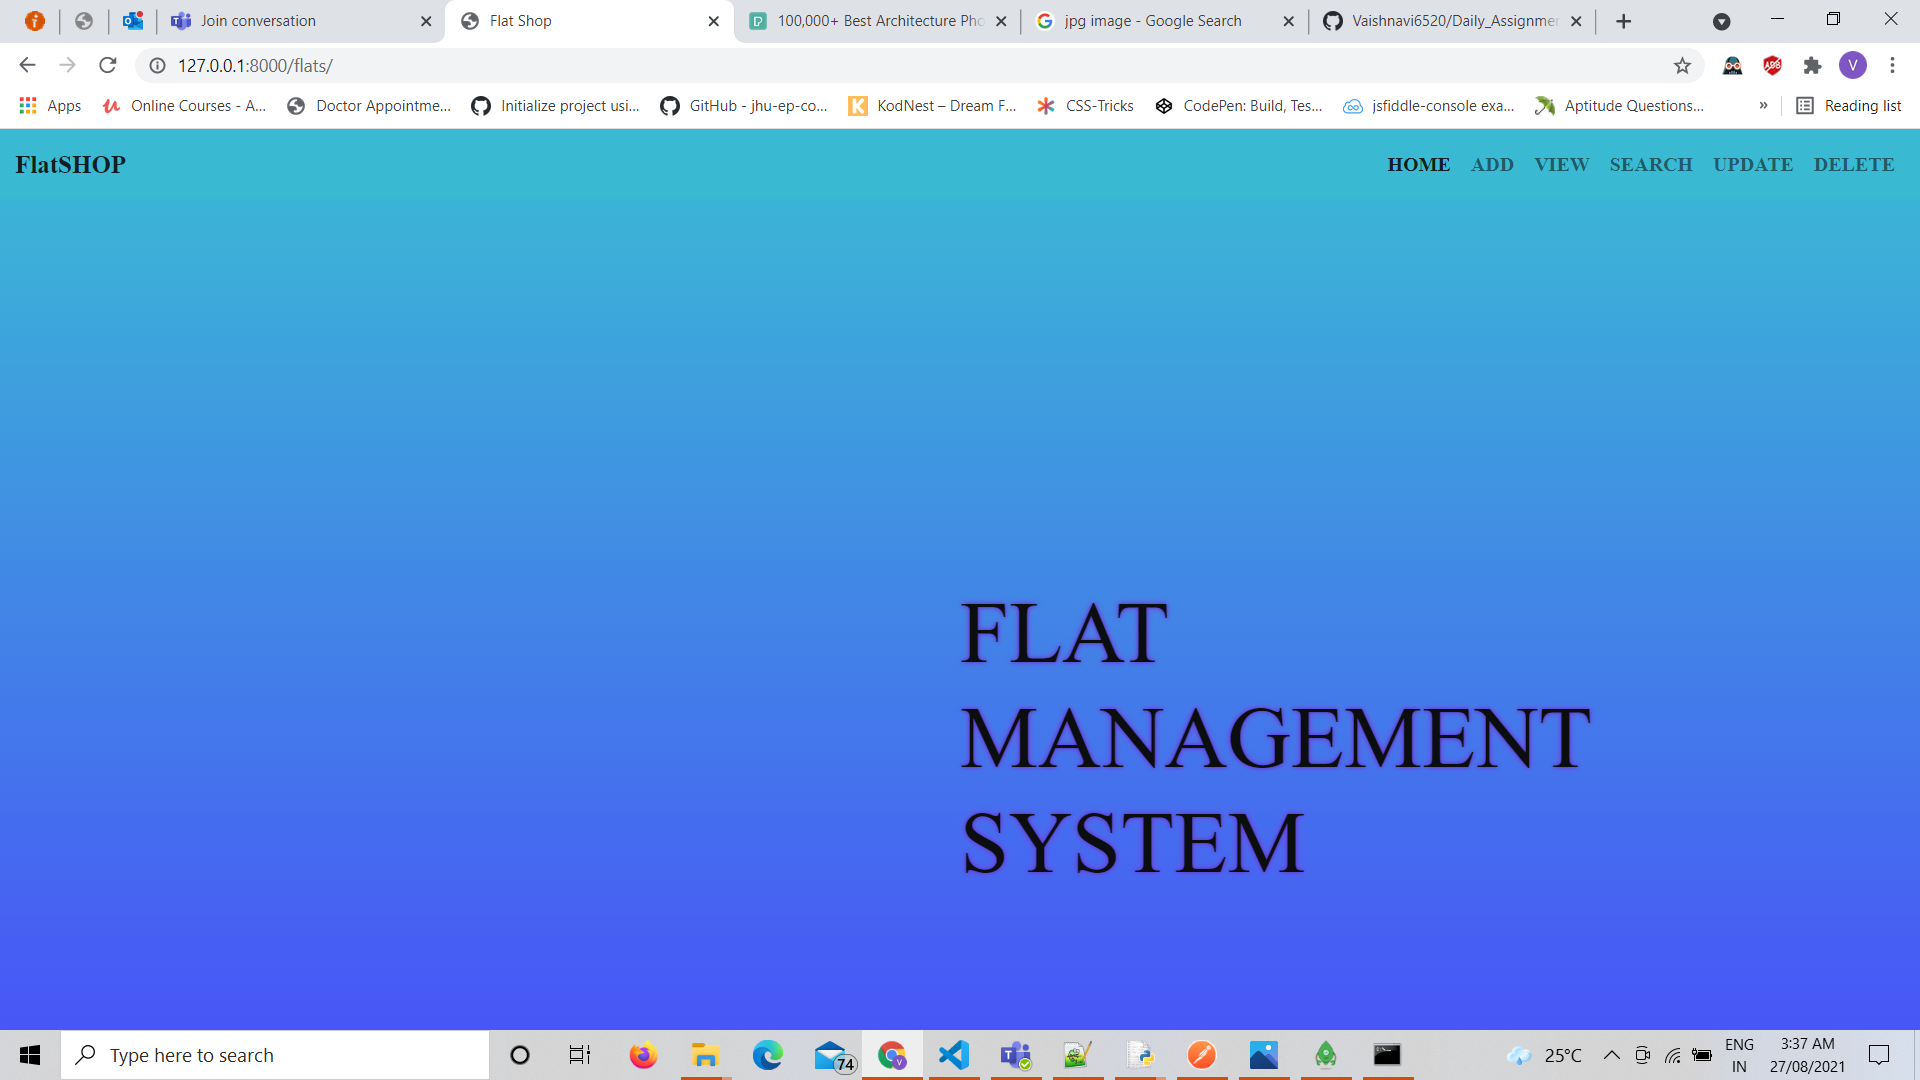 Join conversation
Flat Shop
100,000+ Best Architecture Pho
jpg image - Google Search
Vaishnavi6520/Daily_Assignmen
127.0.0.1:8000/flats/
V
Apps
Online Courses - A...
Doctor Appointme...
Initialize project usi...
GitHub - jhu-ep-co...
KodNest – Dream F...
CSS-Tricks
CodePen: Build, Tes...
jsfiddle-console exa...
Aptitude Questions...
»
Reading list
FlatSHOP
HOME ADD VIEW SEARCH UPDATE DELETE
FLAT
MANAGEMENT
SYSTEM
Type here to search
74
25°C
ENG
IN
3:37 AM
27/08/2021